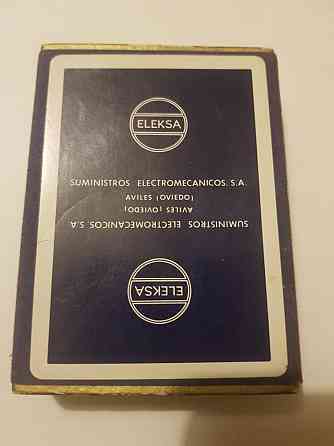 ELEKSA
SUMINISTROS ELECTROMECANICOS. S.A.
AVILES (OVIEDO)
AVILES (OVIEDO)
SUMINISTROS ELECTROMECANICOS. S.A.
ELEKSA